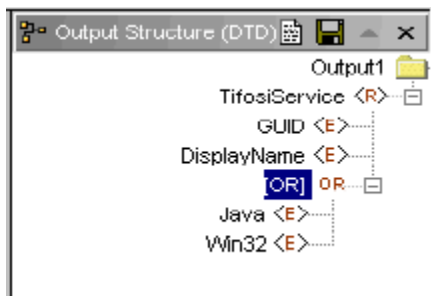 Output Structure (DTD)
Output1
TifosiService <R>
GUID <E>
DisplayName <E>
[OR] OR
Java <E>
Win32 <E>